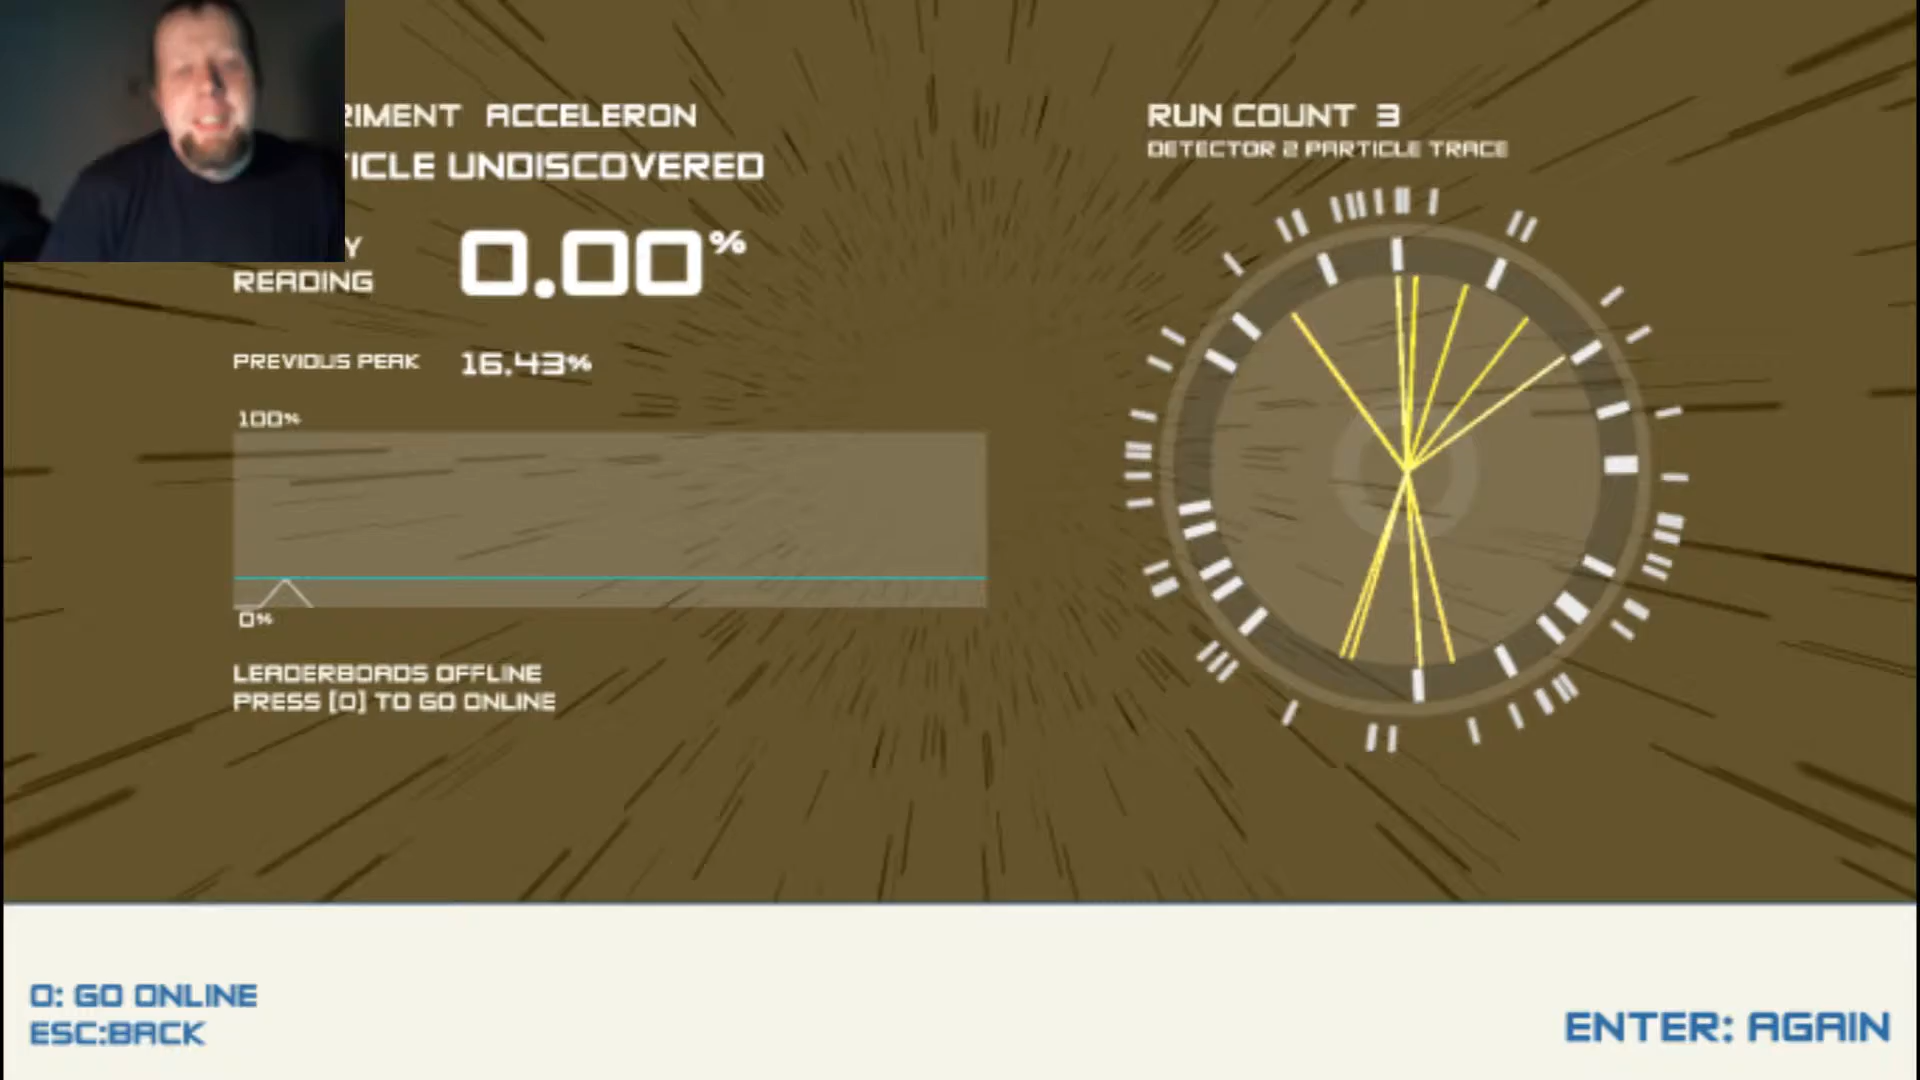 RIMENT ACCELERON
ICLE UNDISCOVERED
Y
READING
0.00%
PREVIOUS PEAK 16.43%
100%
0%
LEADERBOARDS OFFLINE
PRESS [O] TO GO ONLINE
RUN COUNT 3
DETECTOR 2 PARTICLE TRACE
O: GO ONLINE
ESC:BACK
ENTER: AGAIN